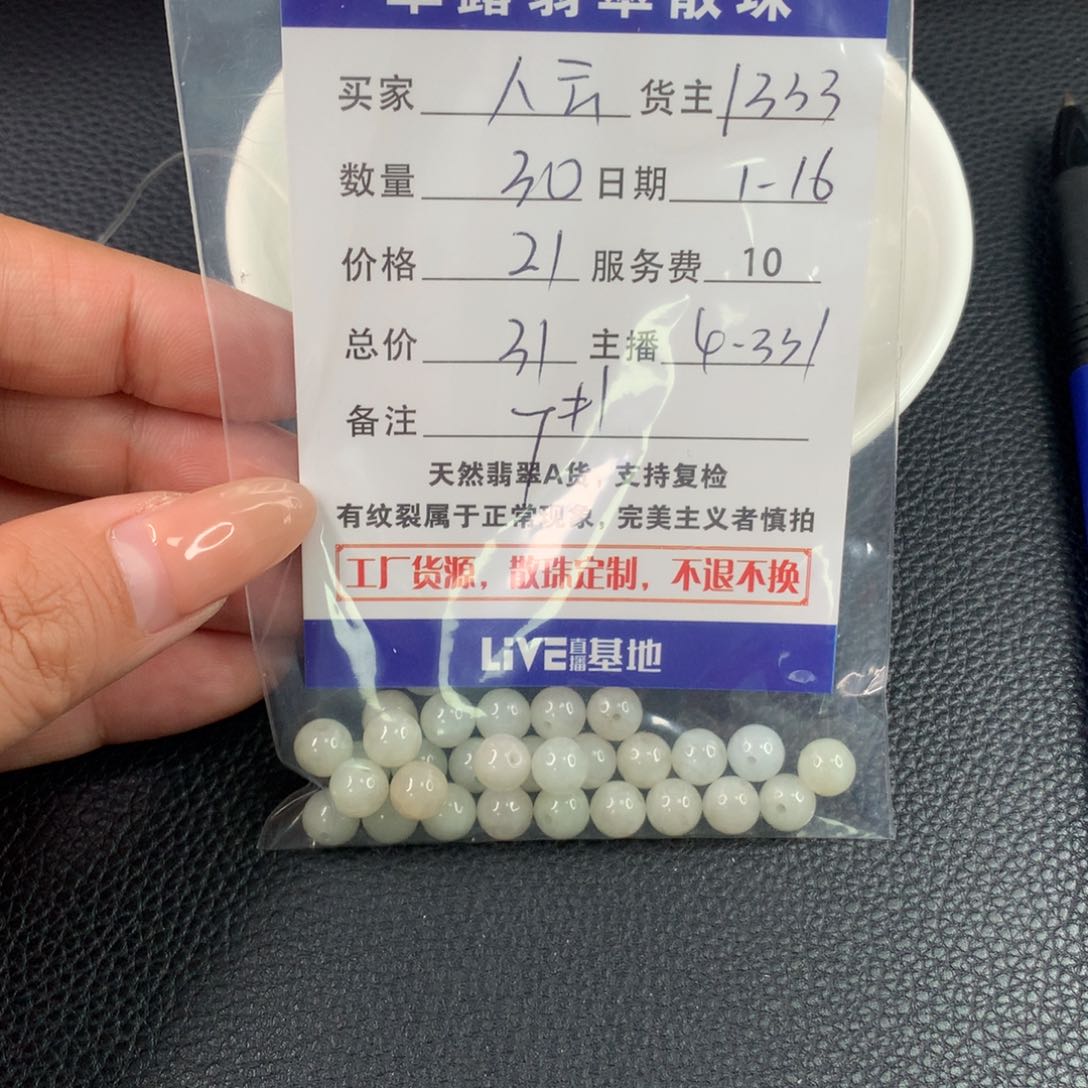 翡翠散珠
买家 人云 货主 1333
数量 30 日期 1-16
价格 21 服务费 10
总价 31 主播 4-331
备注
天然翡翠A货，支持复检
有纹裂属于正常现象，完美主义者慎拍
工厂货源，散珠定制，不退不换
LIVE直播基地